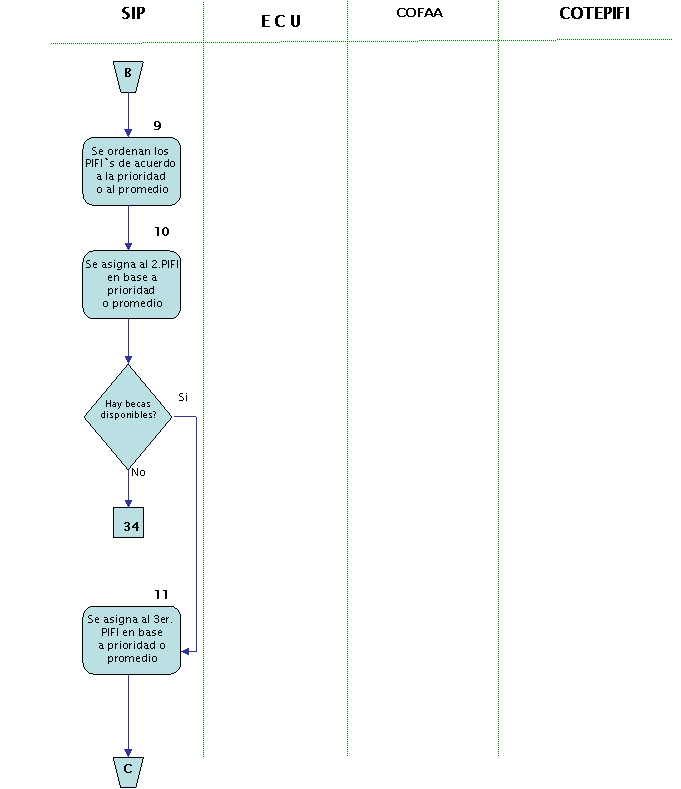 SIP
E C U
COFAA
COTEPIFI
B
9
Se ordenan los
PIFI`s de acuerdo
a la prioridad
o al promedio
10
Se asigna al 2.PIFI
en base a
prioridad
o promedio
Hay becas
disponibles?
Si
No
34
11
Se asigna al 3er.
PIFI en base
a prioridad o
promedio
C